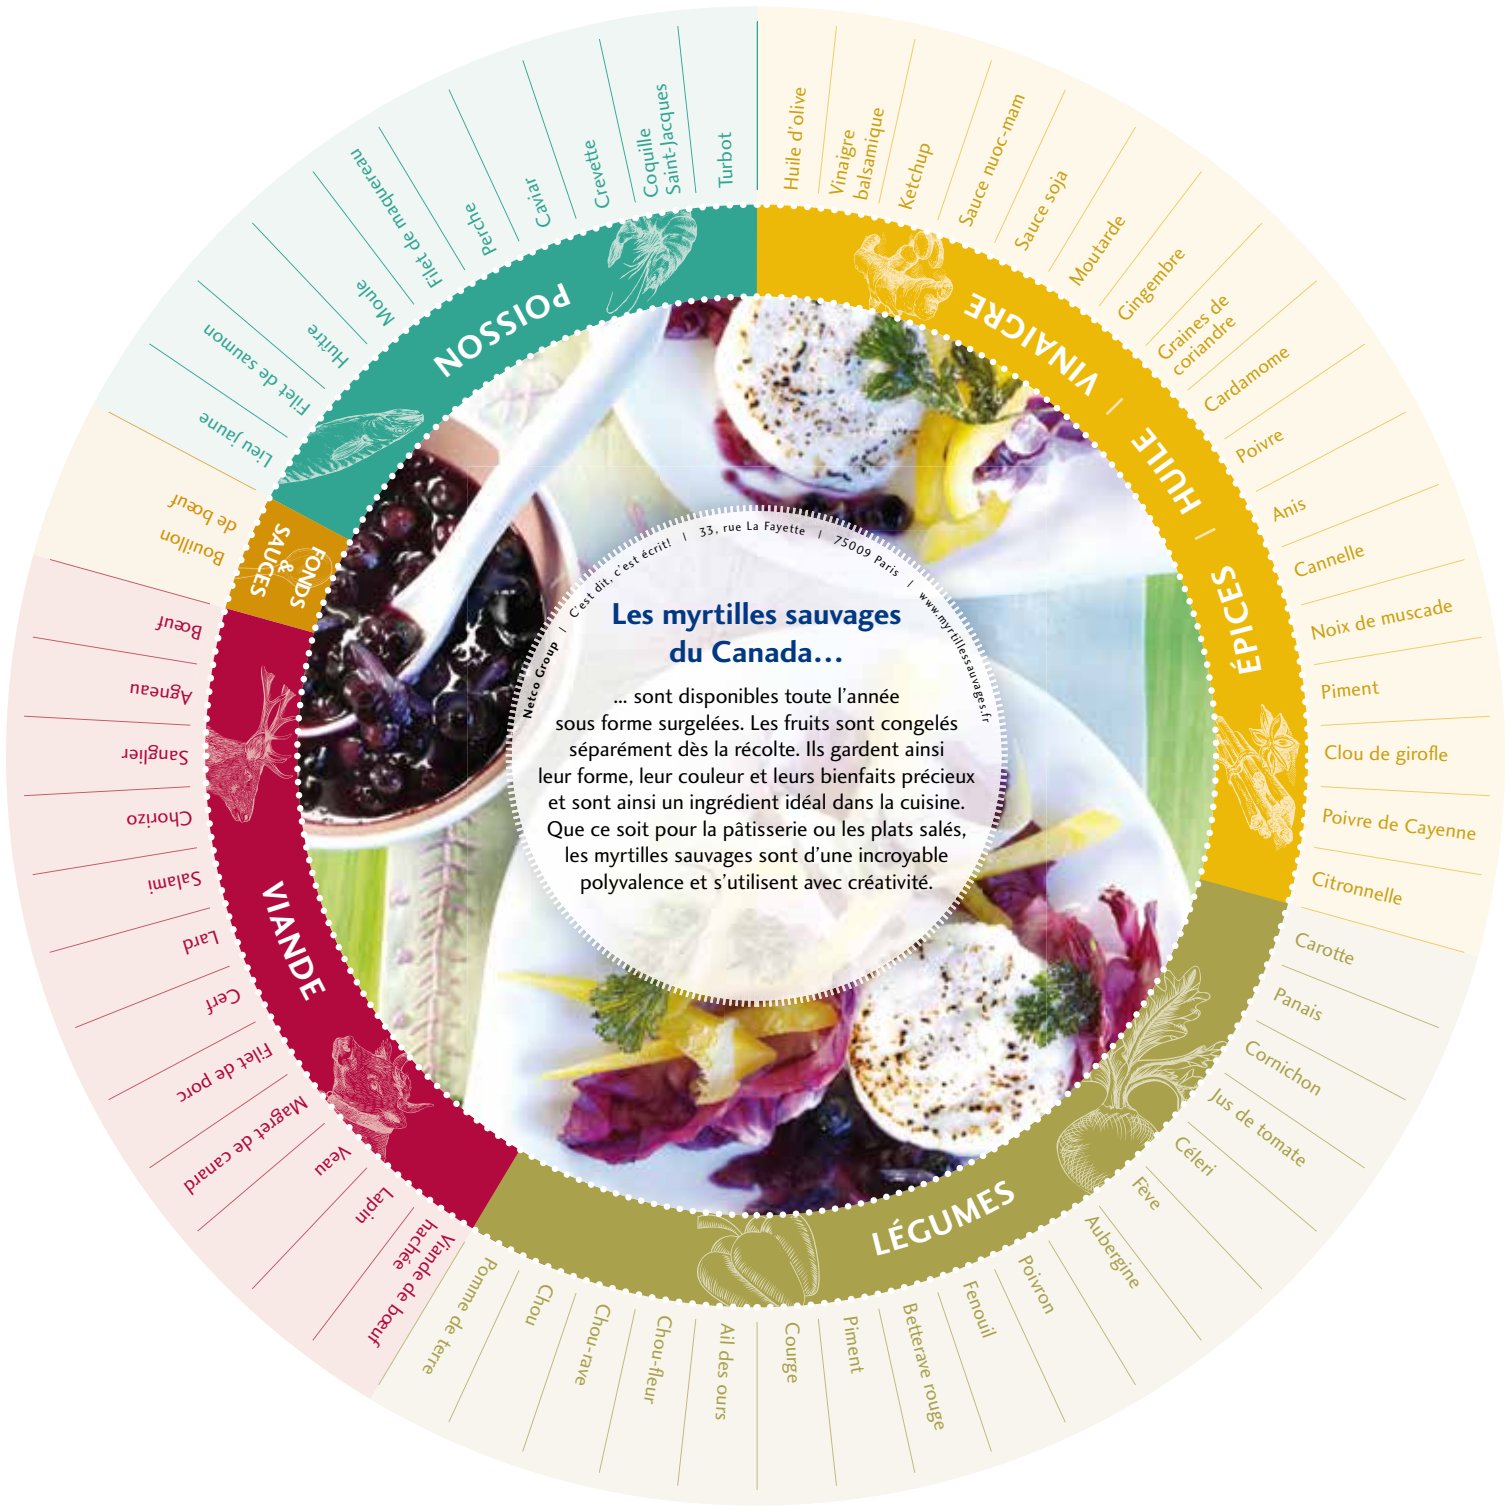 Les myrtilles sauvages
du Canada…
... sont disponibles toute l’année
sous forme surgelées. Les fruits sont congelés
séparément dès la récolte. Ils gardent ainsi
leur forme, leur couleur et leurs bienfaits précieux
et sont ainsi un ingrédient idéal dans la cuisine.
Que ce soit pour la pâtisserie ou les plats salés,
les myrtilles sauvages sont d’une incroyable
polyvalence et s’utilisent avec créativité.
Netco Group | C’est dit, c’est écrit! | 33, rue La Fayette | 75009 Paris | www.myrtillessauvages.fr
VINAIGRE | HUILE | ÉPICES
Huile d’olive
Vinaigre
balsamique
Ketchup
Sauce nuoc-mam
Sauce soja
Moutarde
Gingembre
Graines de
coriandre
Cardamome
Poivre
Anis
Cannelle
Noix de muscade
Piment
Clou de girofle
Poivre de Cayenne
Citronnelle
LÉGUMES
Carotte
Panais
Cornichon
Jus de tomate
Céleri
Fève
Aubergine
Poivron
Fenouil
Betterave rouge
Piment
Courge
Ail des ours
Chou-fleur
Chou-rave
Chou
Pomme de terre
VIANDE
Viande de bœuf
hachée
Lapin
Veau
Magret de canard
Filet de porc
Cerf
Lard
Salami
Chorizo
Sanglier
Agneau
Bœuf
FONDS
&
SAUCES
Bouillon
de bœuf
POISSON
Lieu jaune
Filet de saumon
Huître
Moule
Filet de maquereau
Perche
Caviar
Crevette
Coquille
Saint-Jacques
Turbot